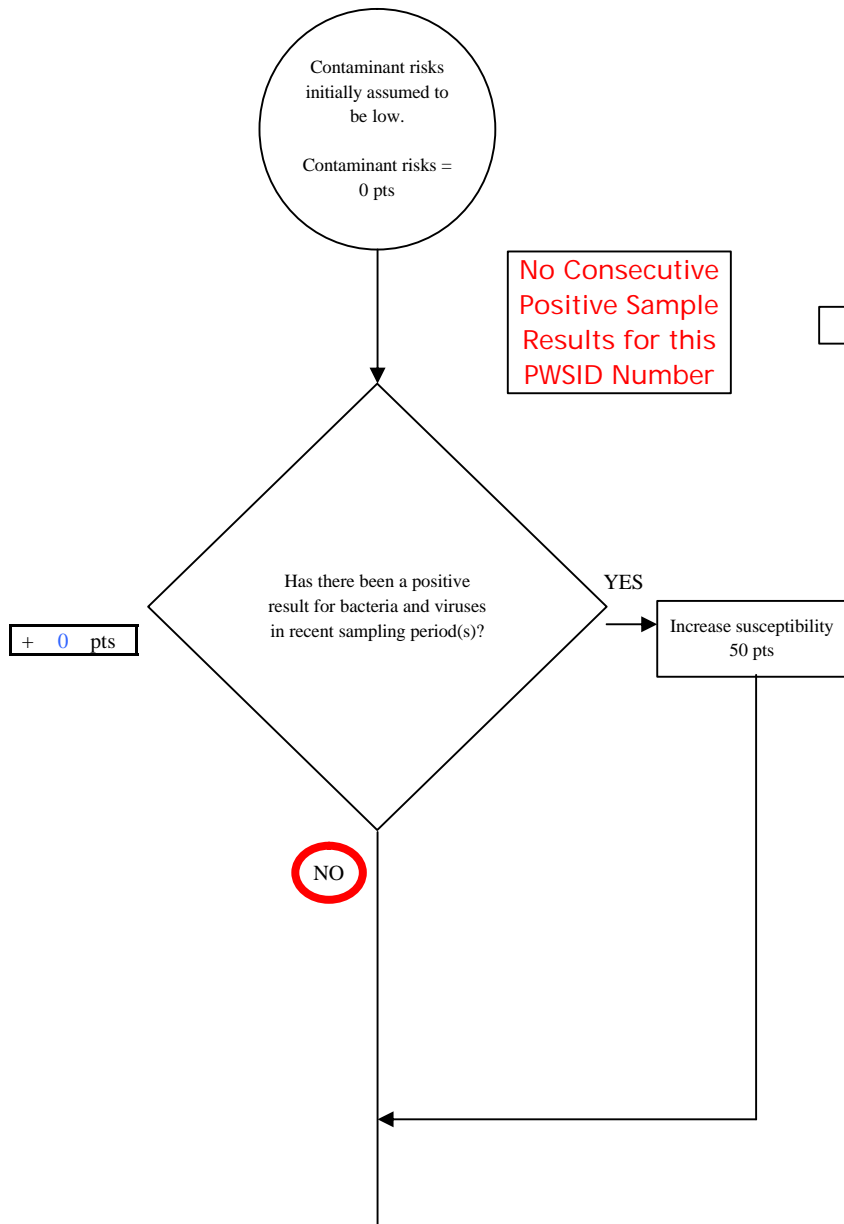 Contaminant risks
initially assumed to
be low.
Contaminant risks =
0 pts
No Consecutive
Positive Sample
Results for this
PWSID Number
Has there been a positive
result for bacteria and viruses
in recent sampling period(s)?
YES
+ 0 pts
Increase susceptibility
50 pts
NO